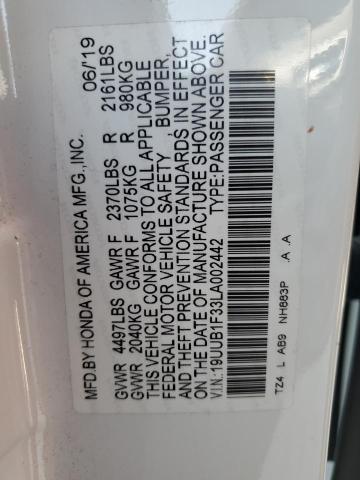 MFD.BY HONDA OF AMERICA MFG.,INC. 06/'19
GVWR 4497LBS GAWR F 2370LBS R 2161LBS
GVWR 2040KG GAWR F 1075KG R 980KG
THIS VEHICLE CONFORMS TO ALL APPLICABLE
FEDERAL MOTOR VEHICLE SAFETY , BUMPER,
AND THEFT PREVENTION STANDARDS IN EFFECT
ON THE DATE OF MANUFACTURE SHOWN ABOVE.
V.I.N.:19UUB1F33LA002442 TYPE:PASSENGER CAR
TZ4 L AB9 NH883P .A .A